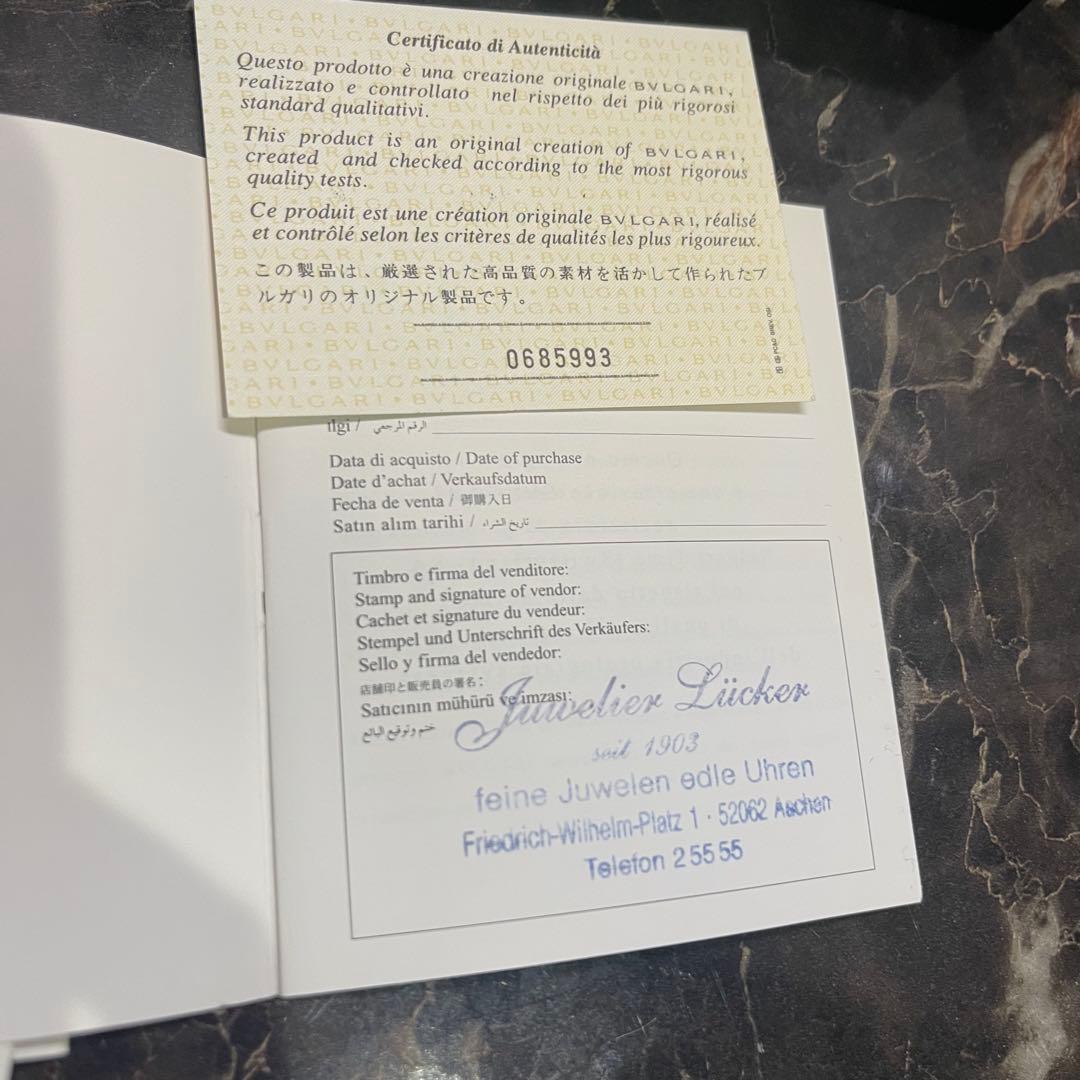 Certificato di Autenticità
Questo prodotto è una creazione originale BVLGARI,
realizzato e controllato nel rispetto dei più rigorosi
standard qualitativi.
This product is an original creation of BVLGARI,
created and checked according to the most rigorous
quality tests.
Ce produit est une création originale BVLGARI, réalisé
et contrôlé selon les critères de qualités les plus rigoureux.
この製品は、厳選された高品質の素材を活かして作られたブ
ルガリのオリジナル製品です。
0685993
ilgi / الرقم المرجعي
Data di acquisto / Date of purchase
Date d'achat / Verkaufsdatum
Fecha de venta / 御購入日
Satın alım tarihi / تاريخ الشراء
Timbro e firma del venditore:
Stamp and signature of vendor:
Cachet et signature du vendeur:
Stempel und Unterschrift des Verkäufers:
Sello y firma del vendedor:
店舗印と販売員の署名:
Satıcının mühürü ve imzası:
ختم وتوقيع البائع
Juwelier Lücker
seit 1903
feine Juwelen edle Uhren
Friedrich-Wilhelm-Platz 1 · 52062 Aachen
Telefon 2 55 55